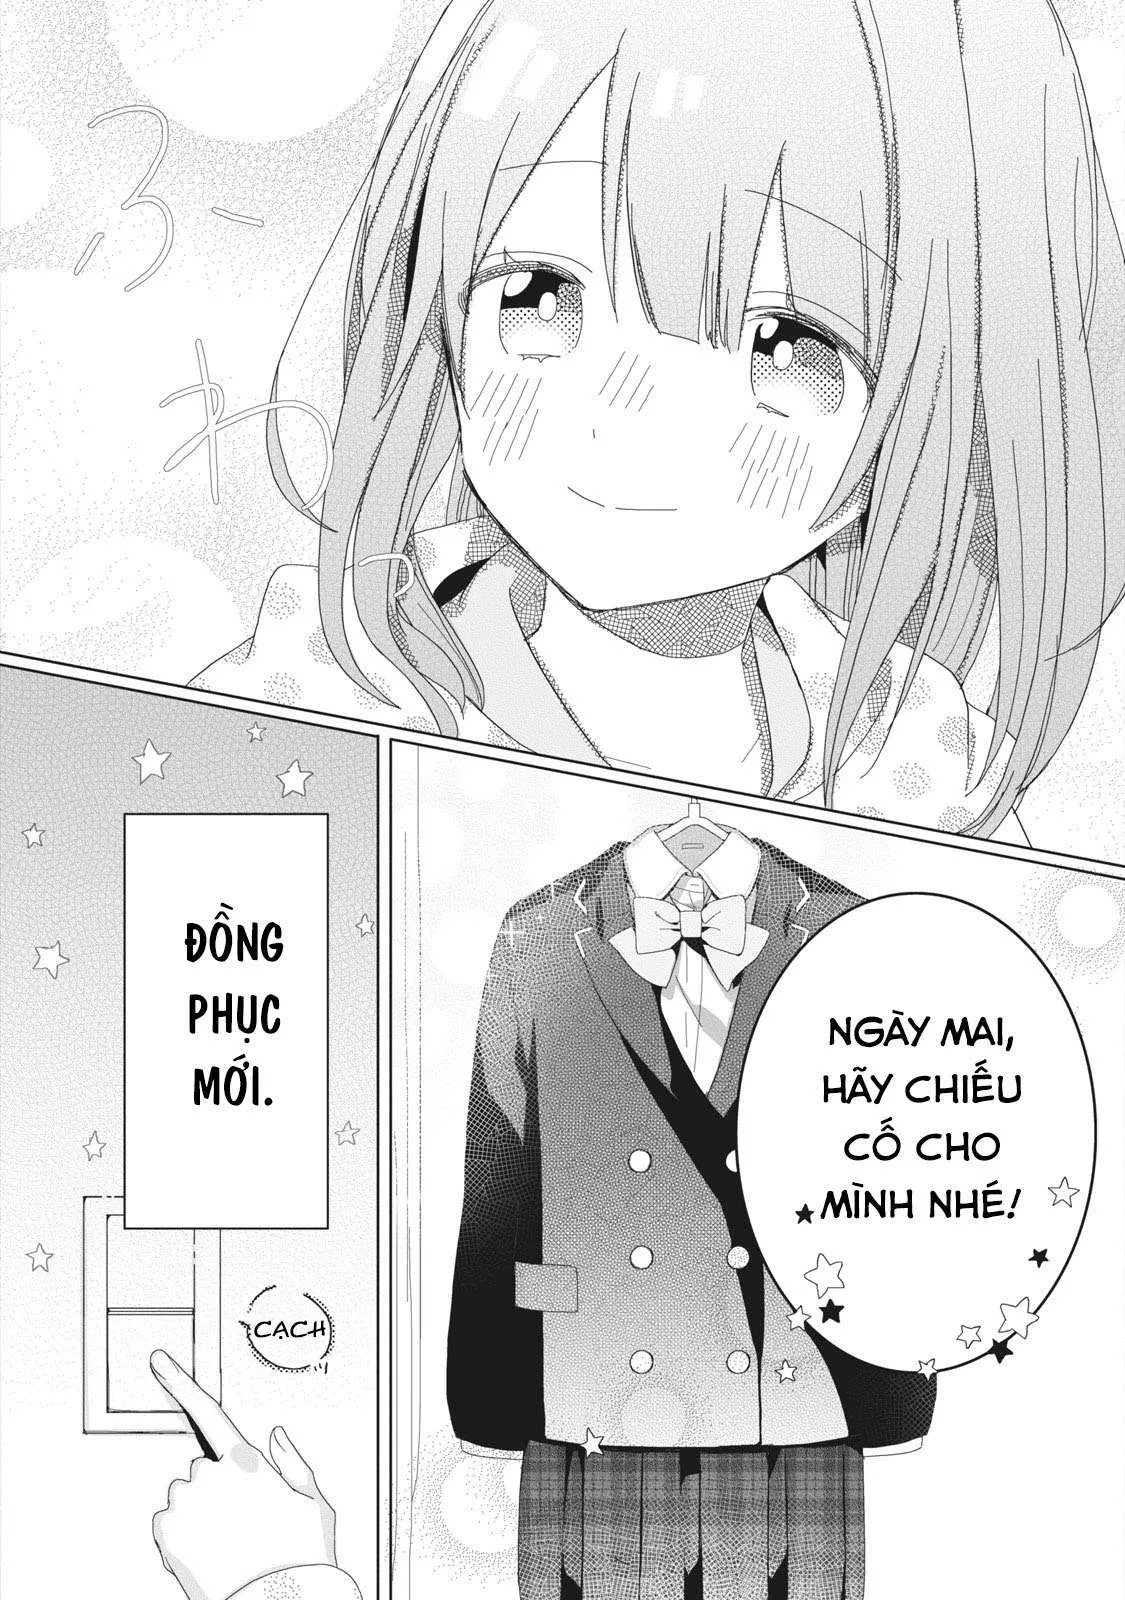 ふー
わっ
NGÀY MAI,
HÃY CHIẾU
CỐ CHO
MÌNH NHÉ!
ĐỒNG
PHỤC
MỚI.
CẠCH